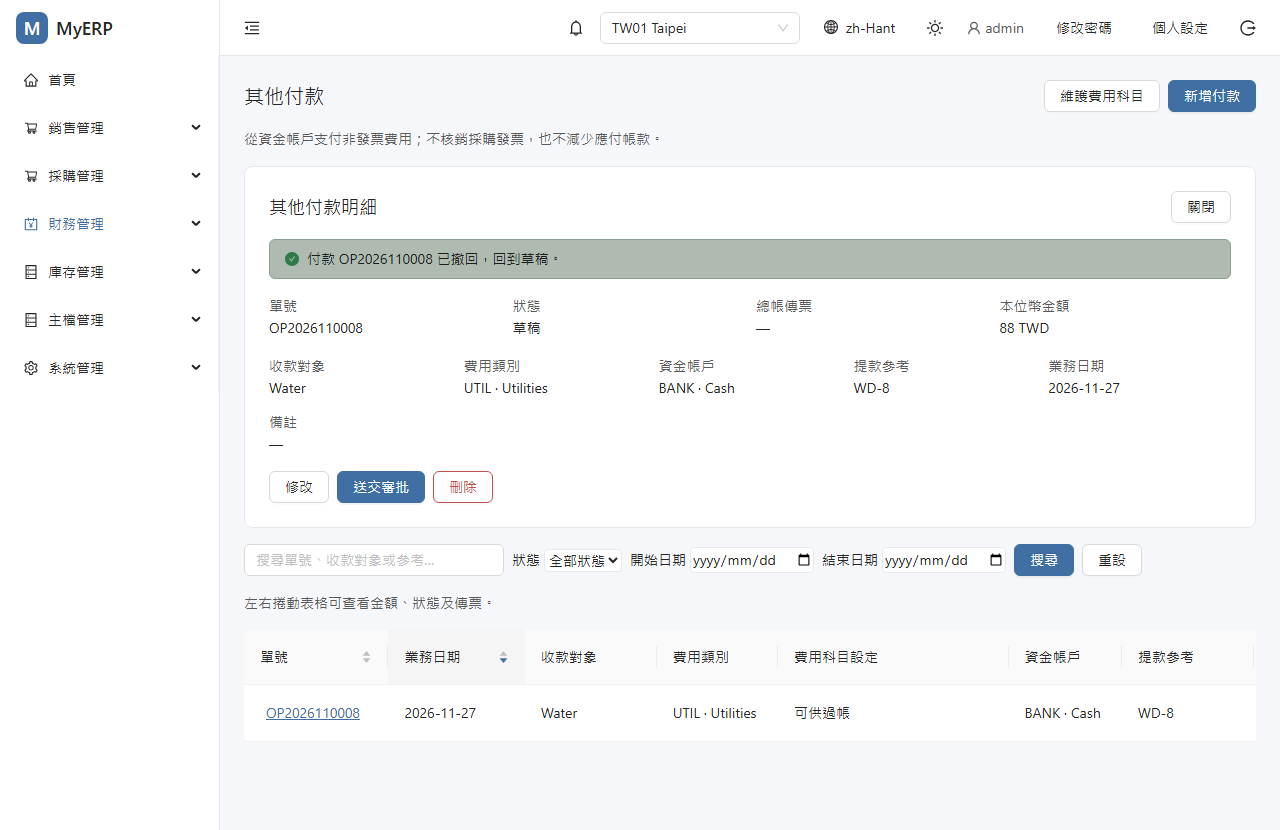 M MyERP
TW01 Taipei
zh-Hant
admin
修改密碼
個人設定
首頁
銷售管理
採購管理
財務管理
庫存管理
主檔管理
系統管理
其他付款
維護費用科目
新增付款
從資金帳戶支付非發票費用；不核銷採購發票，也不減少應付帳款。
其他付款明細
關閉
付款 OP2026110008 已撤回，回到草稿。
單號 狀態 總帳傳票 本位幣金額
OP2026110008 草稿 — 88 TWD
收款對象 費用類別 資金帳戶 提款參考 業務日期
Water UTIL · Utilities BANK · Cash WD-8 2026-11-27
備註
—
修改 送交審批 刪除
搜尋單號、收款對象或參考... 狀態 全部狀態 開始日期 yyyy/mm/dd 結束日期 yyyy/mm/dd 搜尋 重設
左右捲動表格可查看金額、狀態及傳票。
單號 業務日期 收款對象 費用類別 費用科目設定 資金帳戶 提款參考
OP2026110008 2026-11-27 Water UTIL · Utilities 可供過帳 BANK · Cash WD-8